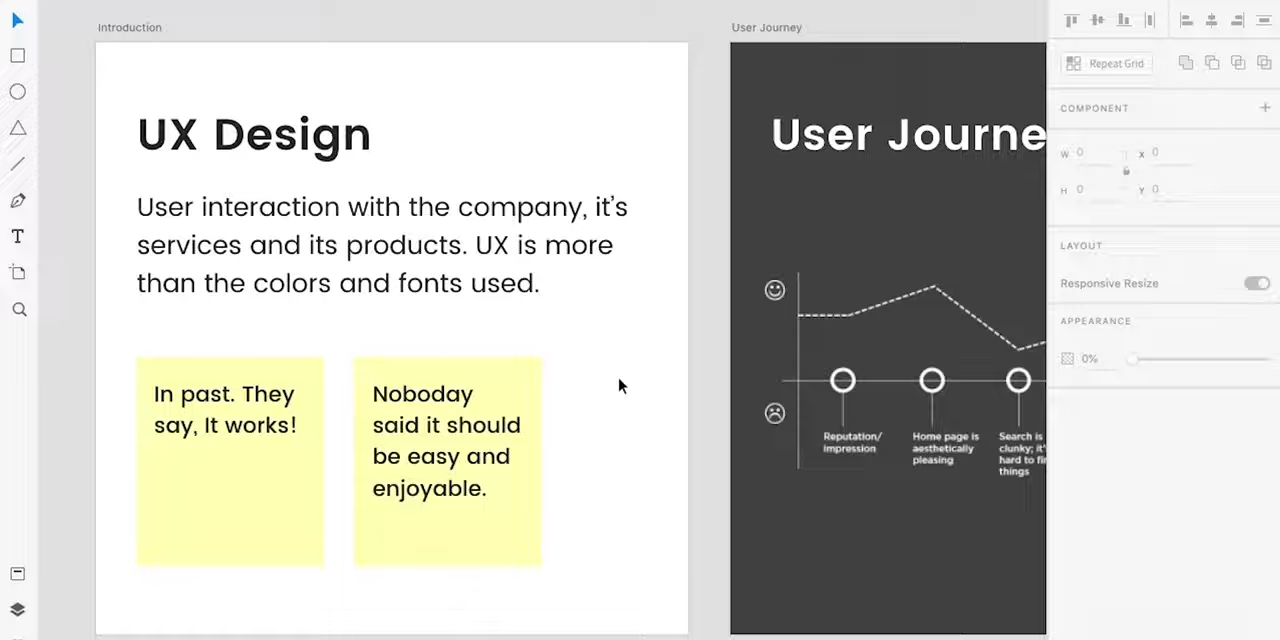 Introduction
UX Design
User interaction with the company, it's
services and its products. UX is more
than the colors and fonts used.
In past. They
say, It works!
Noboday
said it should
be easy and
enjoyable.
User Journey
User Journe
Reputation/
impression
Home page is
aesthetically
pleasing
Search is
clunky; it'
hard to fi
things
Repeat Grid
COMPONENT
W 0
X 0
H 0
Y 0
LAYOUT
Responsive Resize
APPEARANCE
0%